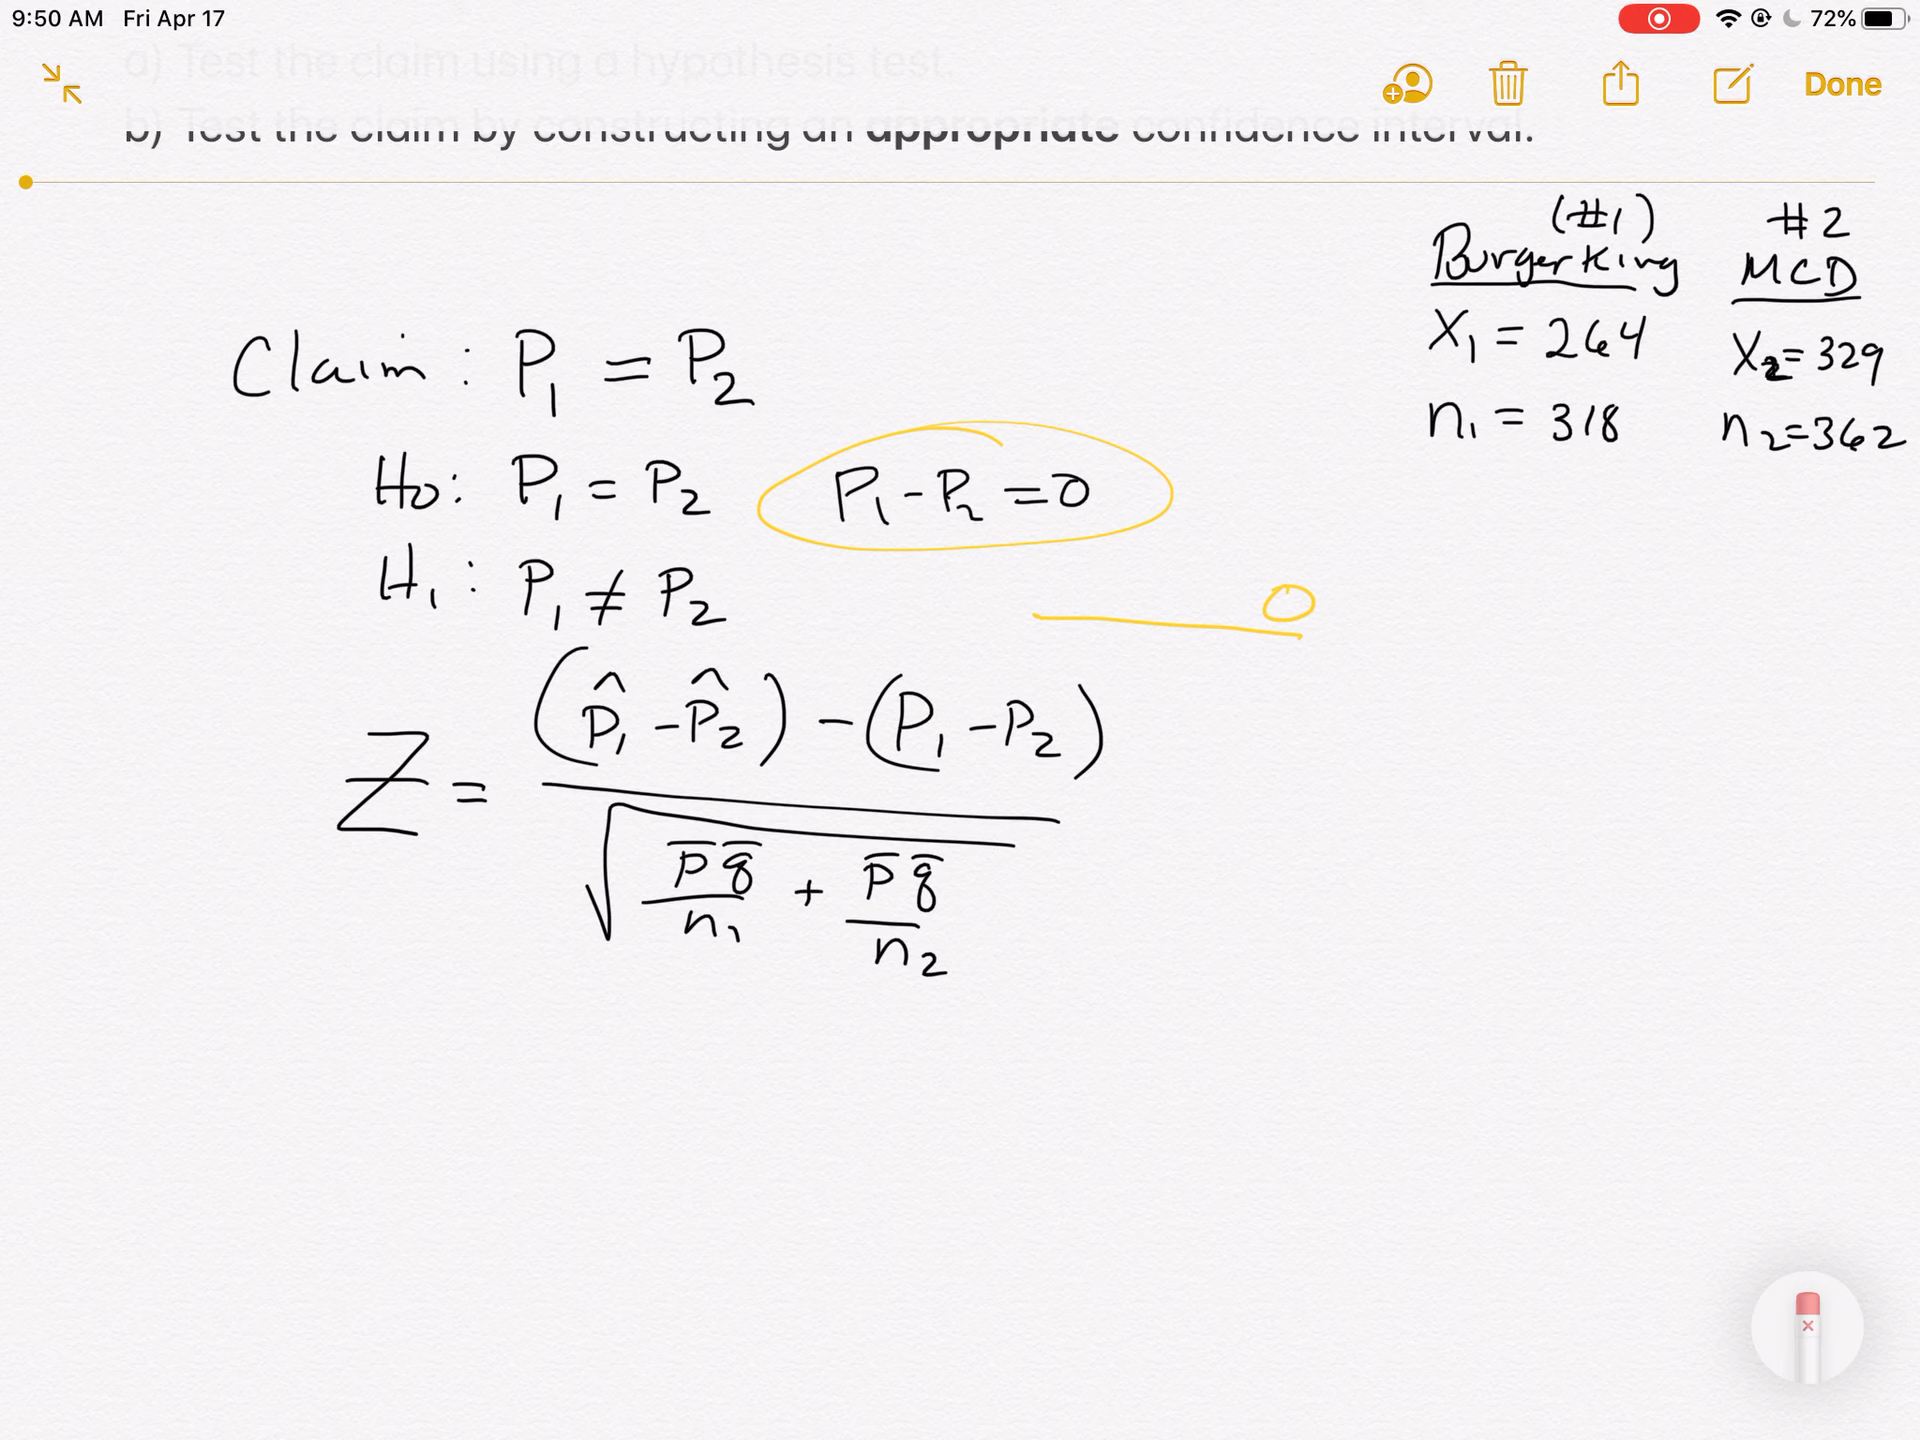 9:50 AM Fri Apr 17
72%
a) Test the claim using a hypothesis test.
Done
b) Test the claim by constructing an appropriate confidence interval.
(#1)
Burger King
X₁ = 264
n₁ = 318
#2
MCD
X₂ = 329
n₂ = 362
Claim : P₁ = P₂
H₀: P₁ = P₂ P₁ - P₂ = 0
H₁ : P₁ ≠ P₂
0
Z = ((p̂₁ - p̂₂) - (P₁ - P₂)) / √(p̄ q̄ / n₁ + p̄ q̄ / n₂)